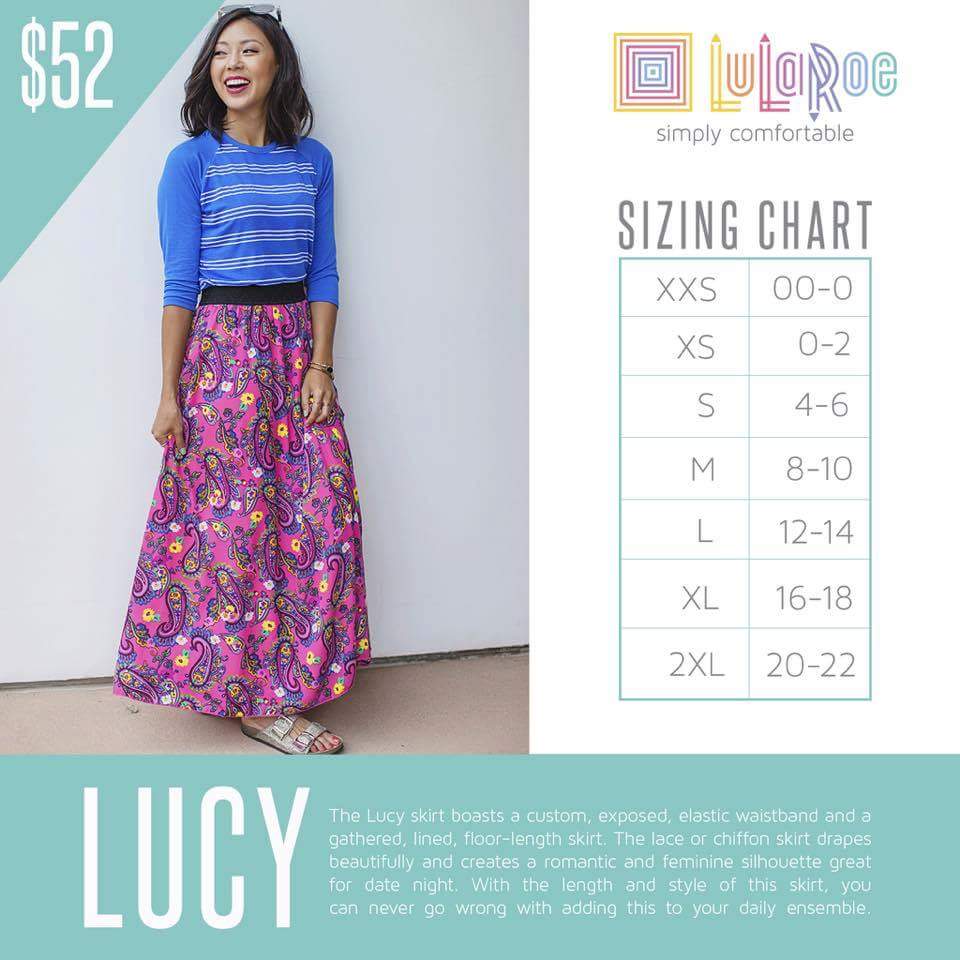 $52
LuLaRoe
simply comfortable
SIZING CHART
XXS 00-0
XS 0-2
S 4-6
M 8-10
L 12-14
XL 16-18
2XL 20-22
LUCY
The Lucy skirt boasts a custom, exposed, elastic waistband and a
gathered, lined, floor-length skirt. The lace or chiffon skirt drapes
beautifully and creates a romantic and feminine silhouette great
for date night. With the length and style of this skirt, you
can never go wrong with adding this to your daily ensemble.